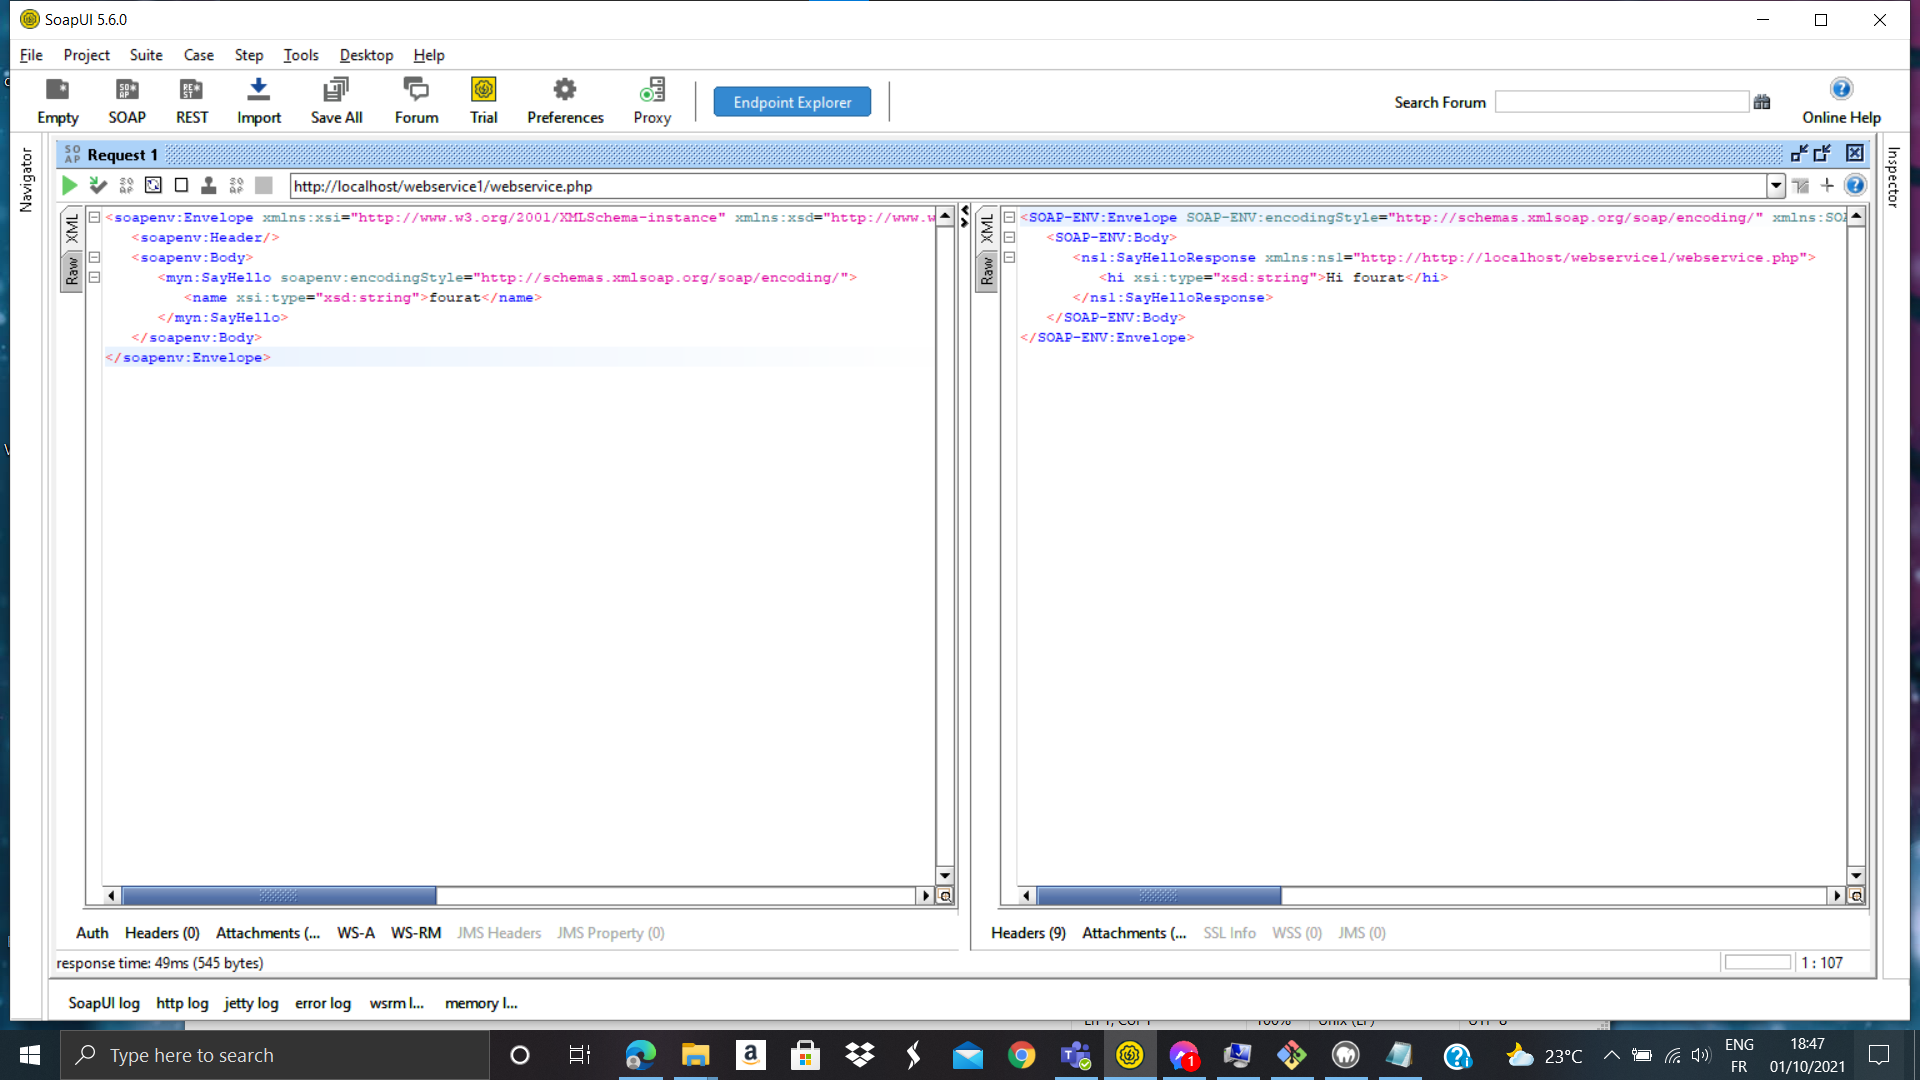 SoapUI 5.6.0
File Project Suite Case Step Tools Desktop Help
Empty SOAP REST Import Save All Forum Trial Preferences Proxy Endpoint Explorer Search Forum Online Help
Navigator
Request 1
Inspector
http://localhost/webservice1/webservice.php
XML
Raw
<soapenv:Envelope xmlns:xsi="http://www.w3.org/2001/XMLSchema-instance" xmlns:xsd="http://www.w
<soapenv:Header/>
<soapenv:Body>
<myn:SayHello soapenv:encodingStyle="http://schemas.xmlsoap.org/soap/encoding/">
<name xsi:type="xsd:string">fourat</name>
</myn:SayHello>
</soapenv:Body>
</soapenv:Envelope>
XML
Raw
<SOAP-ENV:Envelope SOAP-ENV:encodingStyle="http://schemas.xmlsoap.org/soap/encoding/" xmlns:SOA
<SOAP-ENV:Body>
<ns1:SayHelloResponse xmlns:ns1="http://http://localhost/webservice1/webservice.php">
<hi xsi:type="xsd:string">Hi fourat</hi>
</ns1:SayHelloResponse>
</SOAP-ENV:Body>
</SOAP-ENV:Envelope>
Auth Headers (0) Attachments (... WS-A WS-RM JMS Headers JMS Property (0)
Headers (9) Attachments (... SSL Info WSS (0) JMS (0)
response time: 49ms (545 bytes)
1 : 107
SoapUI log http log jetty log error log wsrm l... memory l...
Type here to search
23°C
ENG
FR
18:47
01/10/2021